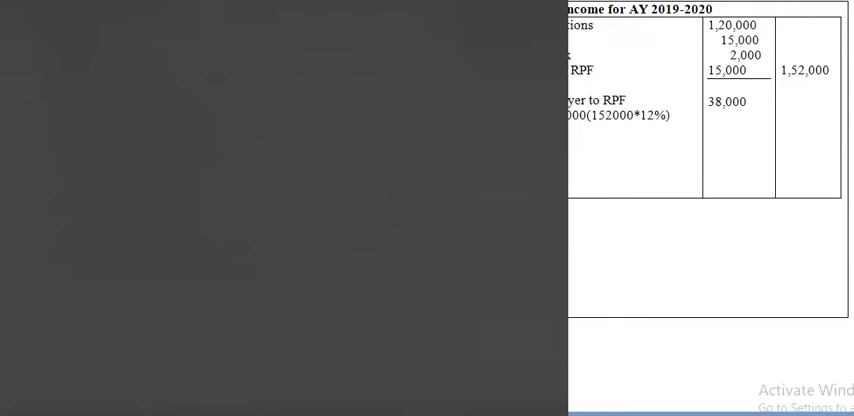 ncome for AY 2019-2020
tions 1,20,000
15,000
2,000
RPF 15,000 1,52,000
yer to RPF 38,000
000(152000*12%)
Activate Wind
Go to Settings to a